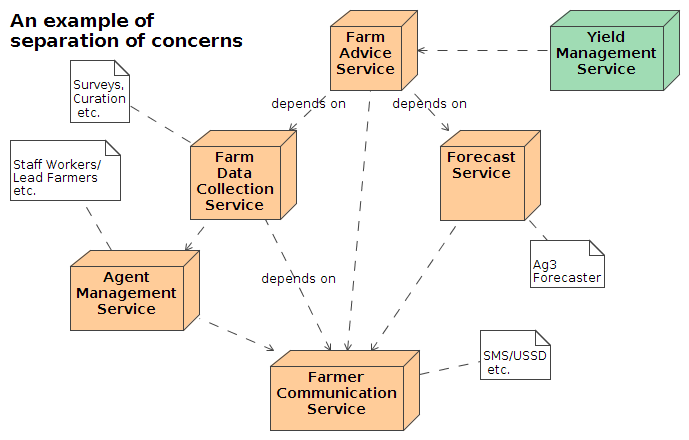 An example of
separation of concerns
Farm
Advice
Service
Yield
Management
Service
Surveys,
Curation
etc.
depends on
depends on
Staff Workers/
Lead Farmers
etc.
Farm
Data
Collection
Service
Forecast
Service
Agent
Management
Service
depends on
Ag3
Forecaster
Farmer
Communication
Service
SMS/USSD
etc.